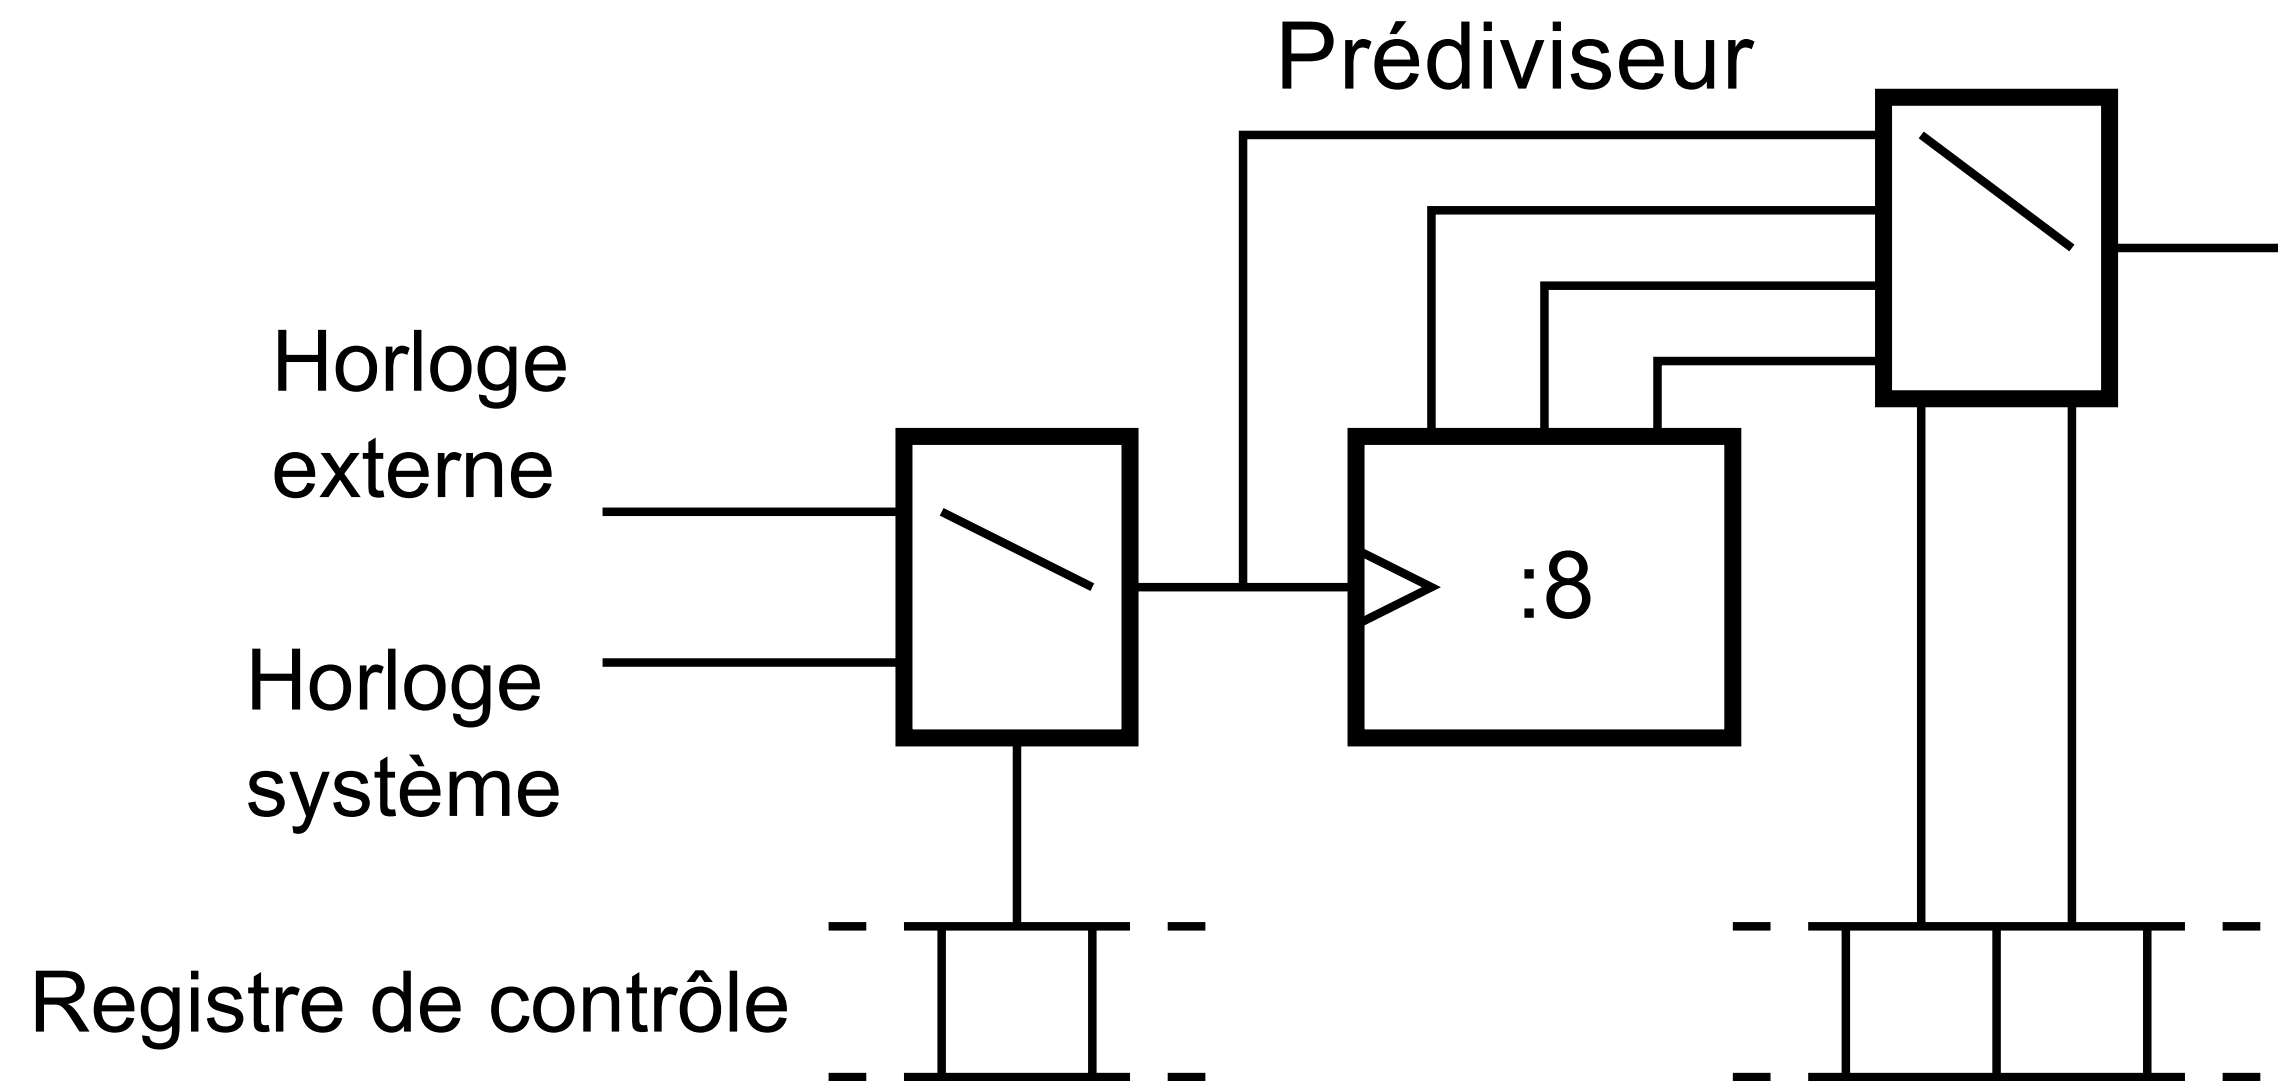 Prédiviseur
Horloge
externe
:8
Horloge
système
Registre de contrôle